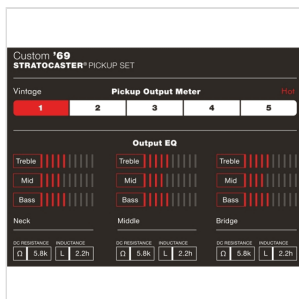 Custom '69
STRATOCASTER® PICKUP SET
Vintage Pickup Output Meter Hot
1 2 3 4 5
Output EQ
Treble Treble Treble
Mid Mid Mid
Bass Bass Bass
Neck Middle Bridge
DC RESISTANCE INDUCTANCE DC RESISTANCE INDUCTANCE DC RESISTANCE INDUCTANCE
Ω 5.8k L 2.2h Ω 5.8k L 2.2h Ω 5.8k L 2.2h